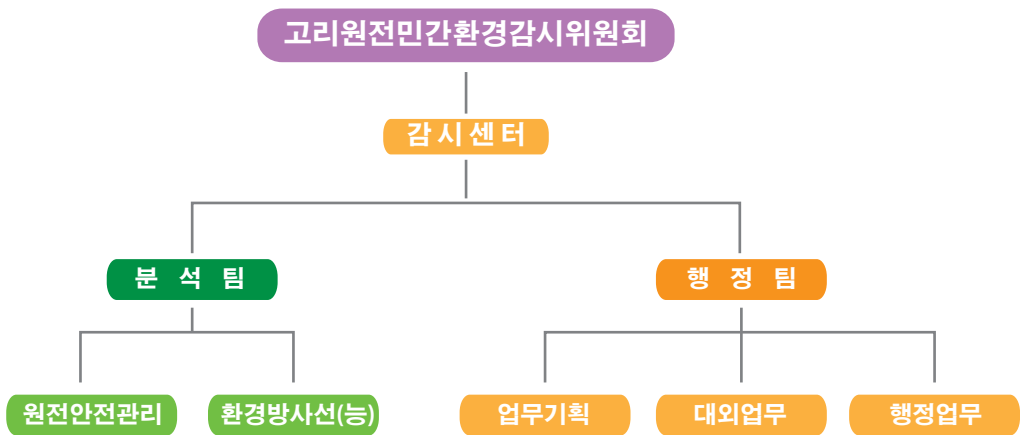 고리원전민간환경감시위원회
감시센터
분 석 팀
행 정 팀
원전안전관리
환경방사선(능)
업무기획
대외업무
행정업무